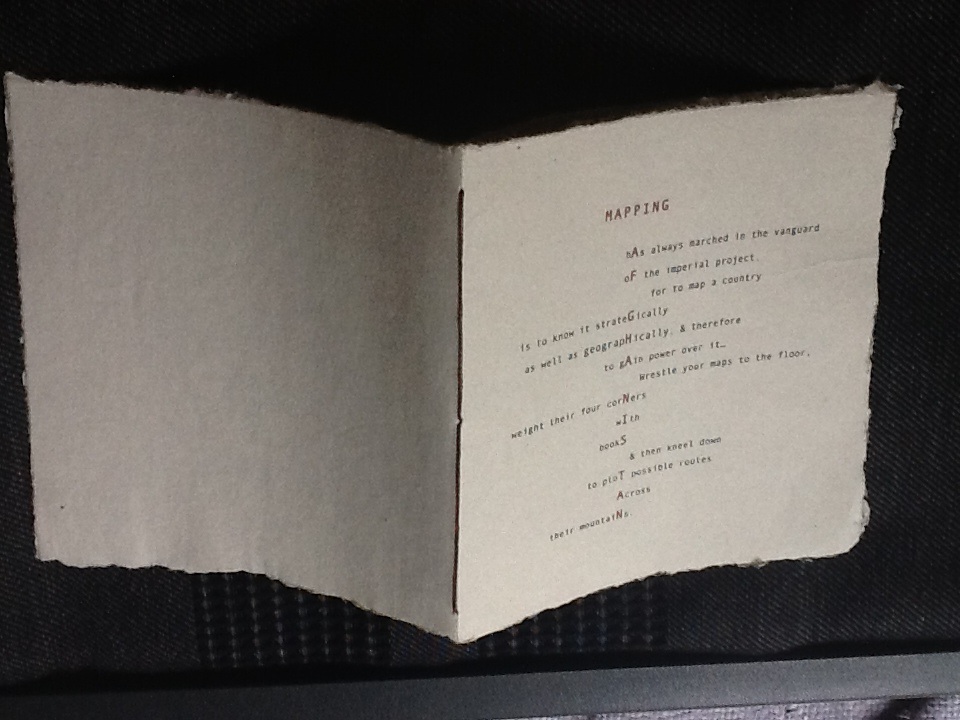 MAPPING
hAs always marched in the vanguard
oF the imperial project.
for to map a country
is to know it strateGically
as well as geograpHically, & therefore
to gAin power over it…
Wrestle your maps to the floor,
weight their four corNers
wIth
bookS
& then kneel down
to ploT possible routes
Across
their mountaiNs.